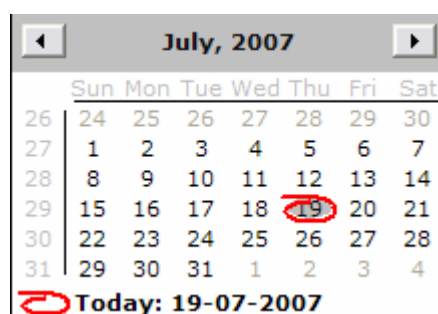 July, 2007
Sun Mon Tue Wed Thu Fri Sat
26 24 25 26 27 28 29 30
27 1 2 3 4 5 6 7
28 8 9 10 11 12 13 14
29 15 16 17 18 19 20 21
30 22 23 24 25 26 27 28
31 29 30 31 1 2 3 4
Today: 19-07-2007